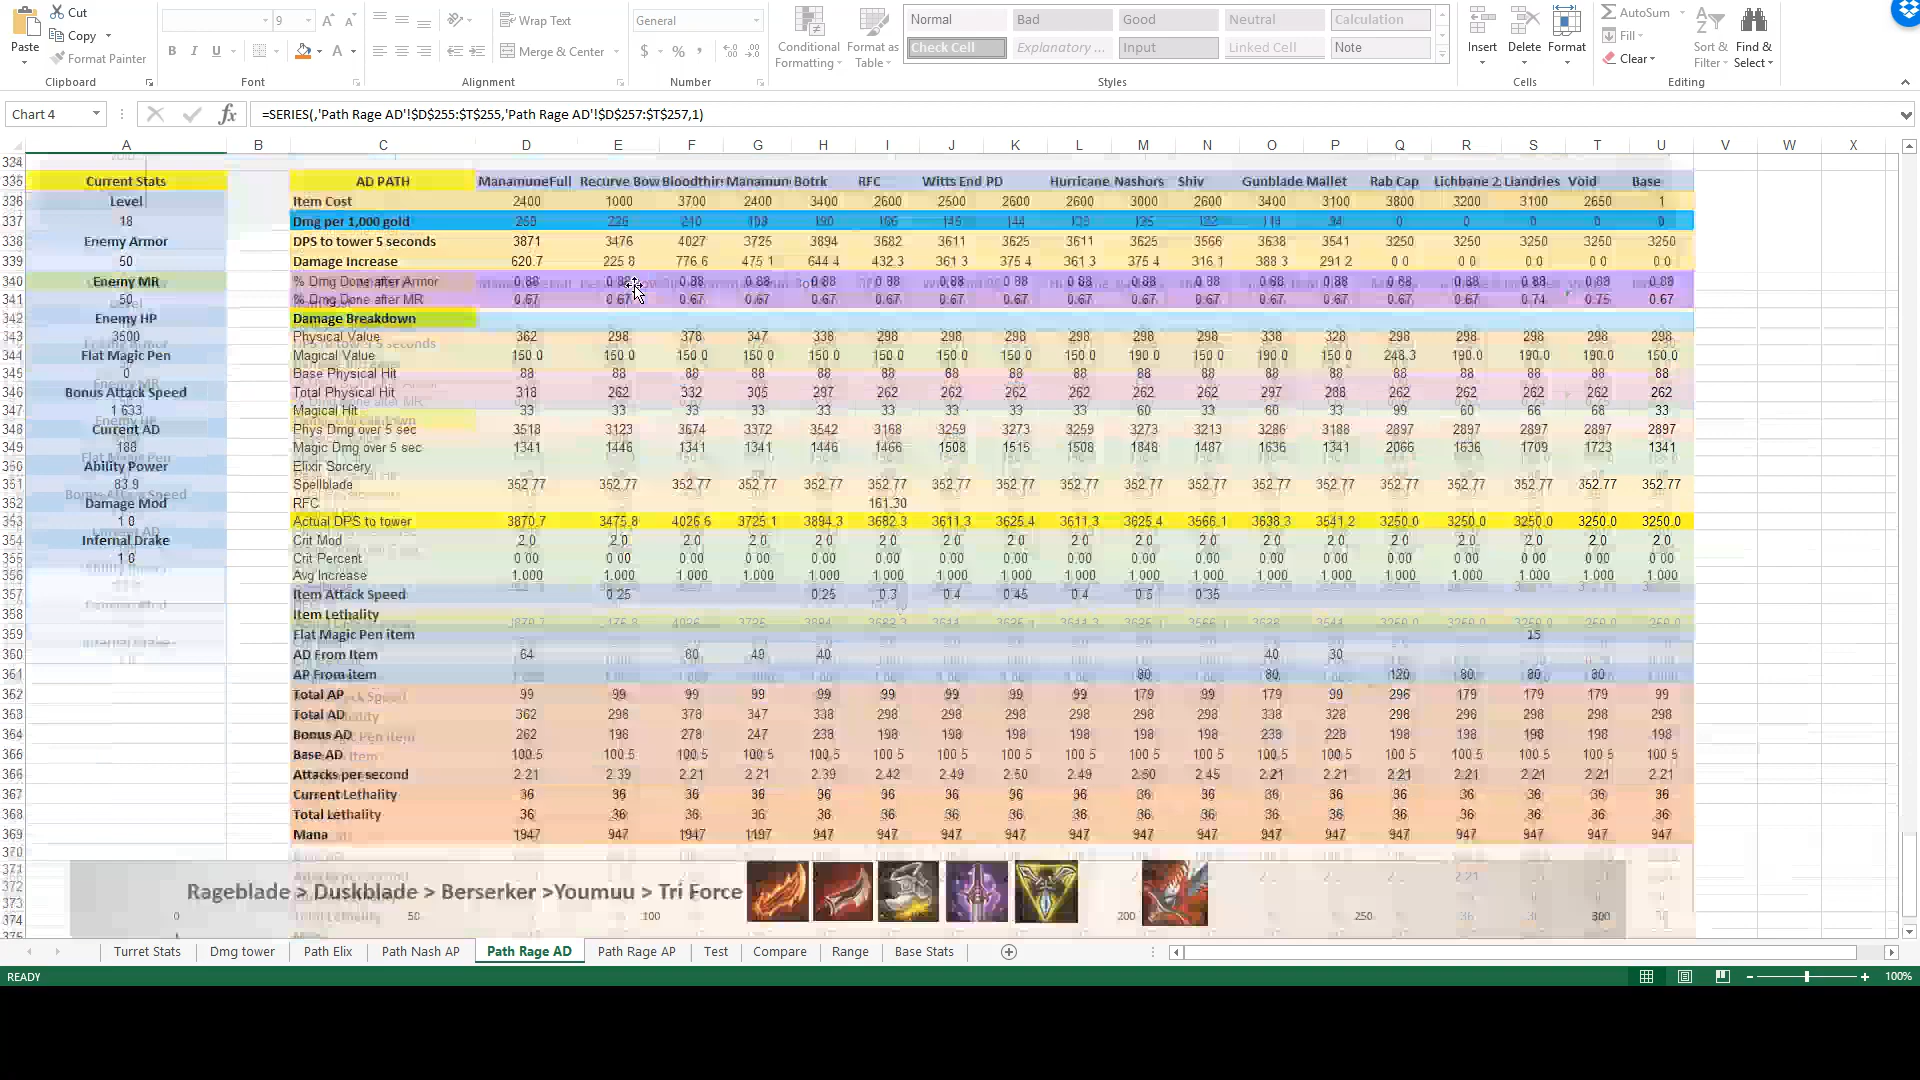 Cut
Copy
Format Painter
Paste
Clipboard
9
A A
B I U
Font
Wrap Text
Merge & Center
Alignment
General
$ % ,
Number
Conditional Formatting
Format as Table
Normal Bad Good Neutral Calculation
Check Cell Explanatory ... Input Linked Cell Note
Styles
Insert Delete Format
Cells
AutoSum
Fill
Clear
Sort & Filter
Find & Select
Editing
Chart 4
fx =SERIES(,'Path Rage AD'!$D$255:$T$255,'Path Rage AD'!$D$257:$T$257,1)
A B C D E F G H I J K L M N O P Q R S T U V W X
Current Stats AD PATH ManamuneFull Recurve Bow Bloodthirs Manamun Botrk RFC Witts End PD Hurricane Nashors Shiv Gunblade Mallet Rab Cap Lichbane 2 Liandries Void Base
336 Level Item Cost 2400 1000 3700 2400 3400 2600 2500 2600 2600 3000 2600 3400 3100 3800 3200 3100 2650 1
337 18 Dmg per 1,000 gold 0 0 0 0 0
338 Enemy Armor DPS to tower 5 seconds 3871 3476 4027 3725 3894 3682 3611 3625 3611 3625 3566 3638 3541 3250 3250 3250 3250 3250
339 50 Damage Increase 620.7 225.8 776.6 475.1 644.4 432.3 361.3 375.4 361.3 375.4 316.1 388.3 291.2 0.0 0.0 0.0 0.0 0.0
340 Enemy MR % Dmg Done after Armor 0.88 0.88 0.88 0.88 0.88 0.88 0.88 0.88 0.88 0.88 0.88 0.88 0.88 0.88 0.88 0.88 0.88 0.88
341 50 % Dmg Done after MR 0.67 0.67 0.67 0.67 0.67 0.67 0.67 0.67 0.67 0.67 0.67 0.67 0.67 0.67 0.67 0.74 0.75 0.67
342 Enemy HP Damage Breakdown
343 3500 Physical Value 362 298 378 347 338 298 298 298 298 298 298 338 328 298 298 298 298 298
344 Flat Magic Pen Magical Value 150.0 150.0 150.0 150.0 150.0 150.0 150.0 150.0 150.0 190.0 150.0 190.0 150.0 248.3 190.0 190.0 190.0 150.0
345 0 Base Physical Hit 88 88 88 88 88 88 88 88 88 88 88 88 88 88 88 88 88 88
346 Bonus Attack Speed Total Physical Hit 318 262 332 305 297 262 262 262 262 262 262 297 288 262 262 262 262 262
347 1.633 Magical Hit 33 33 33 33 33 33 33 33 33 60 33 60 33 99 60 66 68 33
348 Current AD Phys Dmg over 5 sec 3518 3123 3674 3372 3542 3168 3259 3273 3259 3273 3213 3286 3188 2897 2897 2897 2897 2897
349 188 Magic Dmg over 5 sec 1341 1446 1341 1341 1446 1466 1508 1515 1508 1846 1487 1636 1341 2066 1636 1709 1723 1341
Ability Power Elixir Sorcery
351 83.9 Spellblade 352.77 352.77 352.77 352.77 352.77 352.77 352.77 352.77 352.77 352.77 352.77 352.77 352.77 352.77 352.77 352.77 352.77 352.77
Damage Mod RFC 161.30
353 1.0 Actual DPS to tower 3870.7 3475.8 4026.6 3725.1 3894.3 3682.3 3611.3 3625.4 3611.3 3625.4 3566.1 3638.3 3541.2 3250.0 3250.0 3250.0 3250.0 3250.0
354 Infernal Drake Crit Mod 2.0 2.0 2.0 2.0 2.0 2.0 2.0 2.0 2.0 2.0 2.0 2.0 2.0 2.0 2.0 2.0 2.0 2.0
Crit Percent 0.00 0.00 0.00 0.00 0.00 0.00 0.00 0.00 0.00 0.00 0.00 0.00 0.00 0.00 0.00 0.00 0.00 0.00
Avg Increase 1.000 1.000 1.000 1.000 1.000 1.000 1.000 1.000 1.000 1.000 1.000 1.000 1.000 1.000 1.000 1.000 1.000 1.000
357 Item Attack Speed 0.25 0.25 0.3 0.4 0.45 0.4 0.5 0.35
358 Item Lethality
359 Flat Magic Pen item 15
360 AD From Item 64 49 40 40 30
361 AP From item 80 80 120 80 80 80
362 Total AP 99 99 99 99 99 99 99 99 99 179 99 179 99 296 179 179 179 99
Total AD 362 298 378 347 338 298 298 298 298 298 298 338 328 298 298 298 298 298
364 Bonus AD 262 198 278 247 238 198 198 198 198 198 198 238 228 198 198 198 198 198
Base AD 100.5 100.5 100.5 100.5 100.5 100.5 100.5 100.5 100.5 100.5 100.5 100.5 100.5 100.5 100.5 100.5 100.5 100.5
366 Attacks per second 2.21 2.39 2.21 2.21 2.39 2.42 2.49 2.50 2.49 2.50 2.45 2.21 2.21 2.21 2.21 2.21 2.21 2.21
367 Current Lethality 36 36 36 36 36 36 36 36 36 36 36 36 36 36 36 36 36 36
368 Total Lethality 36 36 36 36 36 36 36 36 36 36 36 36 36 36 36 36 36 36
369 Mana 1947 947 1947 1197 947 947 947 947 947 947 947 947 947 947 947 947 947 947
370
371
372 Rageblade > Duskblade > Berserker >Youmuu > Tri Force
373
374 0 50 100 200 250 300
Turret Stats Dmg tower Path Elix Path Nash AP Path Rage AD Path Rage AP Test Compare Range Base Stats
READY 100%